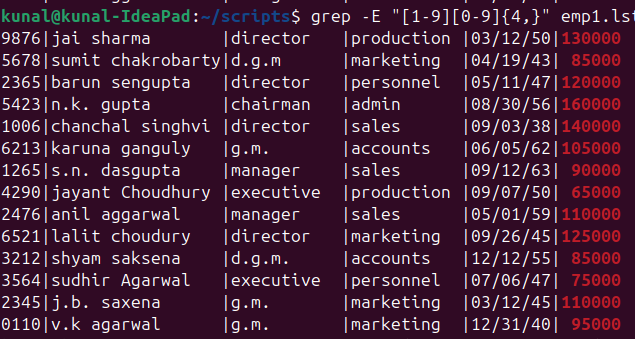 kunal@kunal-IdeaPad:~/scripts$ grep -E "[1-9][0-9]{4,}" emp1.lst
9876|jai sharma      |director  |production |03/12/50|130000
5678|sumit chakrobarty|d.g.m     |marketing  |04/19/43| 85000
2365|barun sengupta  |director  |personnel  |05/11/47|120000
5423|n.k. gupta      |chairman  |admin      |08/30/56|160000
1006|chanchal singhvi |director  |sales      |09/03/38|140000
6213|karuna ganguly  |g.m.      |accounts   |06/05/62|105000
1265|s.n. dasgupta   |manager   |sales      |09/12/63| 90000
4290|jayant Choudhury |executive |production |09/07/50| 65000
2476|anil aggarwal   |manager   |sales      |05/01/59|110000
6521|lalit choudury  |director  |marketing  |09/26/45|125000
3212|shyam saksena   |d.g.m.    |accounts   |12/12/55| 85000
3564|sudhir Agarwal  |executive |personnel  |07/06/47| 75000
2345|j.b. saxena     |g.m.      |marketing  |03/12/45|110000
0110|v.k agarwal     |g.m.      |marketing  |12/31/40| 95000